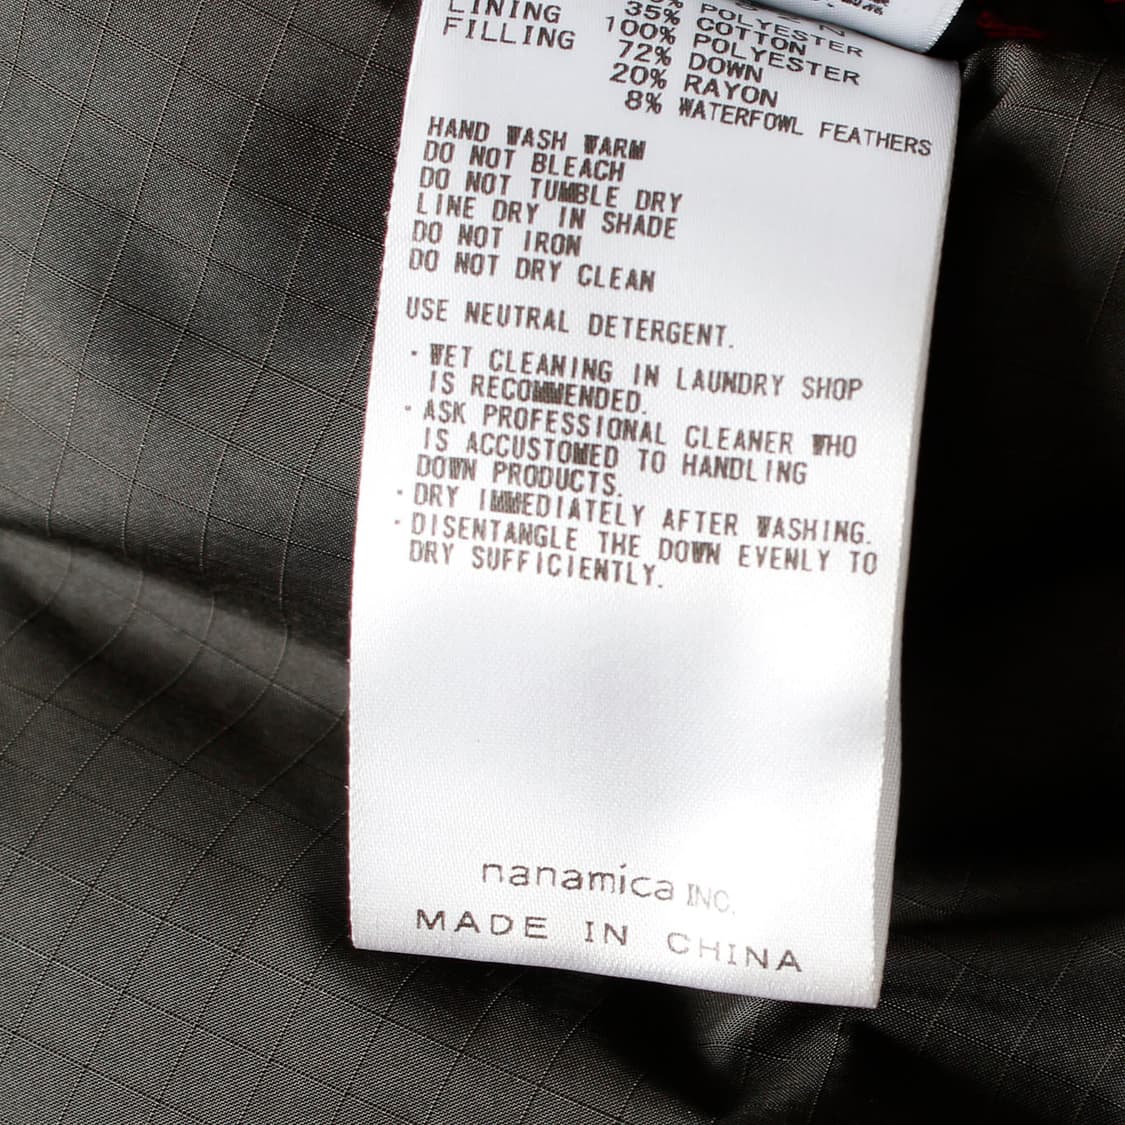 POLYESTER
35% COTTON
LINING 100% POLYESTER
FILLING 72% DOWN
20% RAYON
8% WATERFOWL FEATHERS
HAND WASH WARM
DO NOT BLEACH
DO NOT TUMBLE DRY
LINE DRY IN SHADE
DO NOT IRON
DO NOT DRY CLEAN
USE NEUTRAL DETERGENT.
・WET CLEANING IN LAUNDRY SHOP
IS RECOMMENDED.
・ASK PROFESSIONAL CLEANER WHO
IS ACCUSTOMED TO HANDLING
DOWN PRODUCTS.
・DRY IMMEDIATELY AFTER WASHING.
・DISENTANGLE THE DOWN EVENLY TO
DRY SUFFICIENTLY.
nanamica INC.
MADE IN CHINA